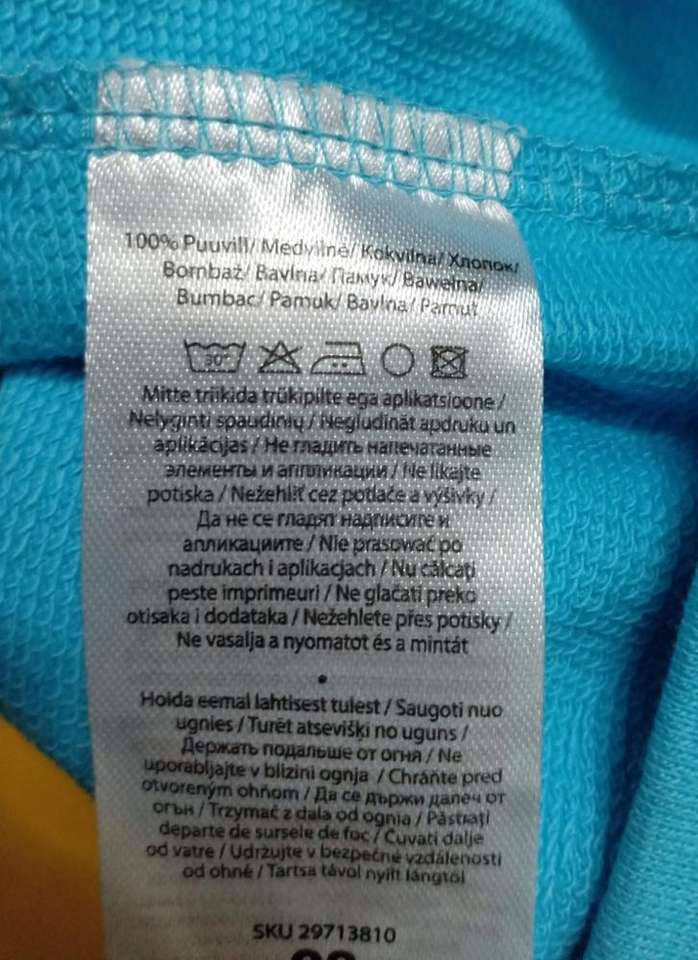 100% Puuvill/ Medvilnė/ Kokvilna/ Хлопок/
Bombaž/ Bavlna/ Памук/ Bawełna/
Bumbac/ Pamuk/ Bavlna/ Pamut
30°
Mitte triikida trükipilte ega aplikatsioone /
Nelyginti spaudinių / Negludināt apdruku un
aplikācijas / Не гладить напечатанные
элементы и аппликации / Ne likajte
potiska / Nežehliť cez potlače a výšivky /
Да не се гладят надписите и
апликациите / Nie prasować po
nadrukach i aplikacjach / Nu călcați
peste imprimeuri / Ne glačati preko
otisaka i dodataka / Nežehlete přes potisky /
Ne vasalja a nyomatot és a mintát
•
Hoida eemal lahtisest tulest / Saugoti nuo
ugnies / Turēt atsevišķi no uguns /
Держать подальше от огня / Ne
uporabljajte v blizini ognja / Chráňte pred
otvoreným ohňom / Да се държи далеч от
огън / Trzymać z dala od ognia / Păstrați
departe de sursele de foc / Čuvati dalje
od vatre / Udržujte v bezpečné vzdálenosti
od ohně / Tartsa távol nyílt lángtól
SKU 29713810